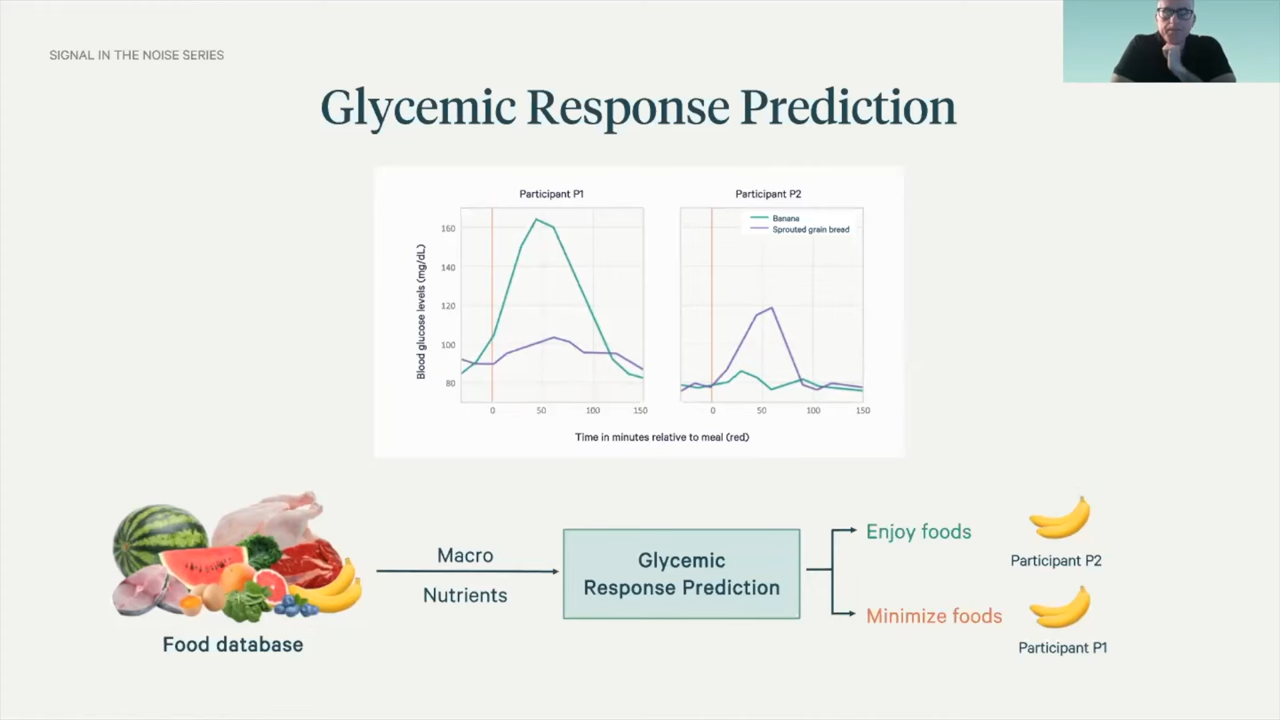 SIGNAL IN THE NOISE SERIES
Glycemic Response Prediction
Participant P1
Participant P2
Banana
Sprouted grain bread
Blood glucose levels (mg/dL)
160
140
120
100
80
0
50
100
150
0
50
100
150
Time in minutes relative to meal (red)
Macro
Nutrients
Food database
Glycemic
Response Prediction
Enjoy foods
Participant P2
Minimize foods
Participant P1